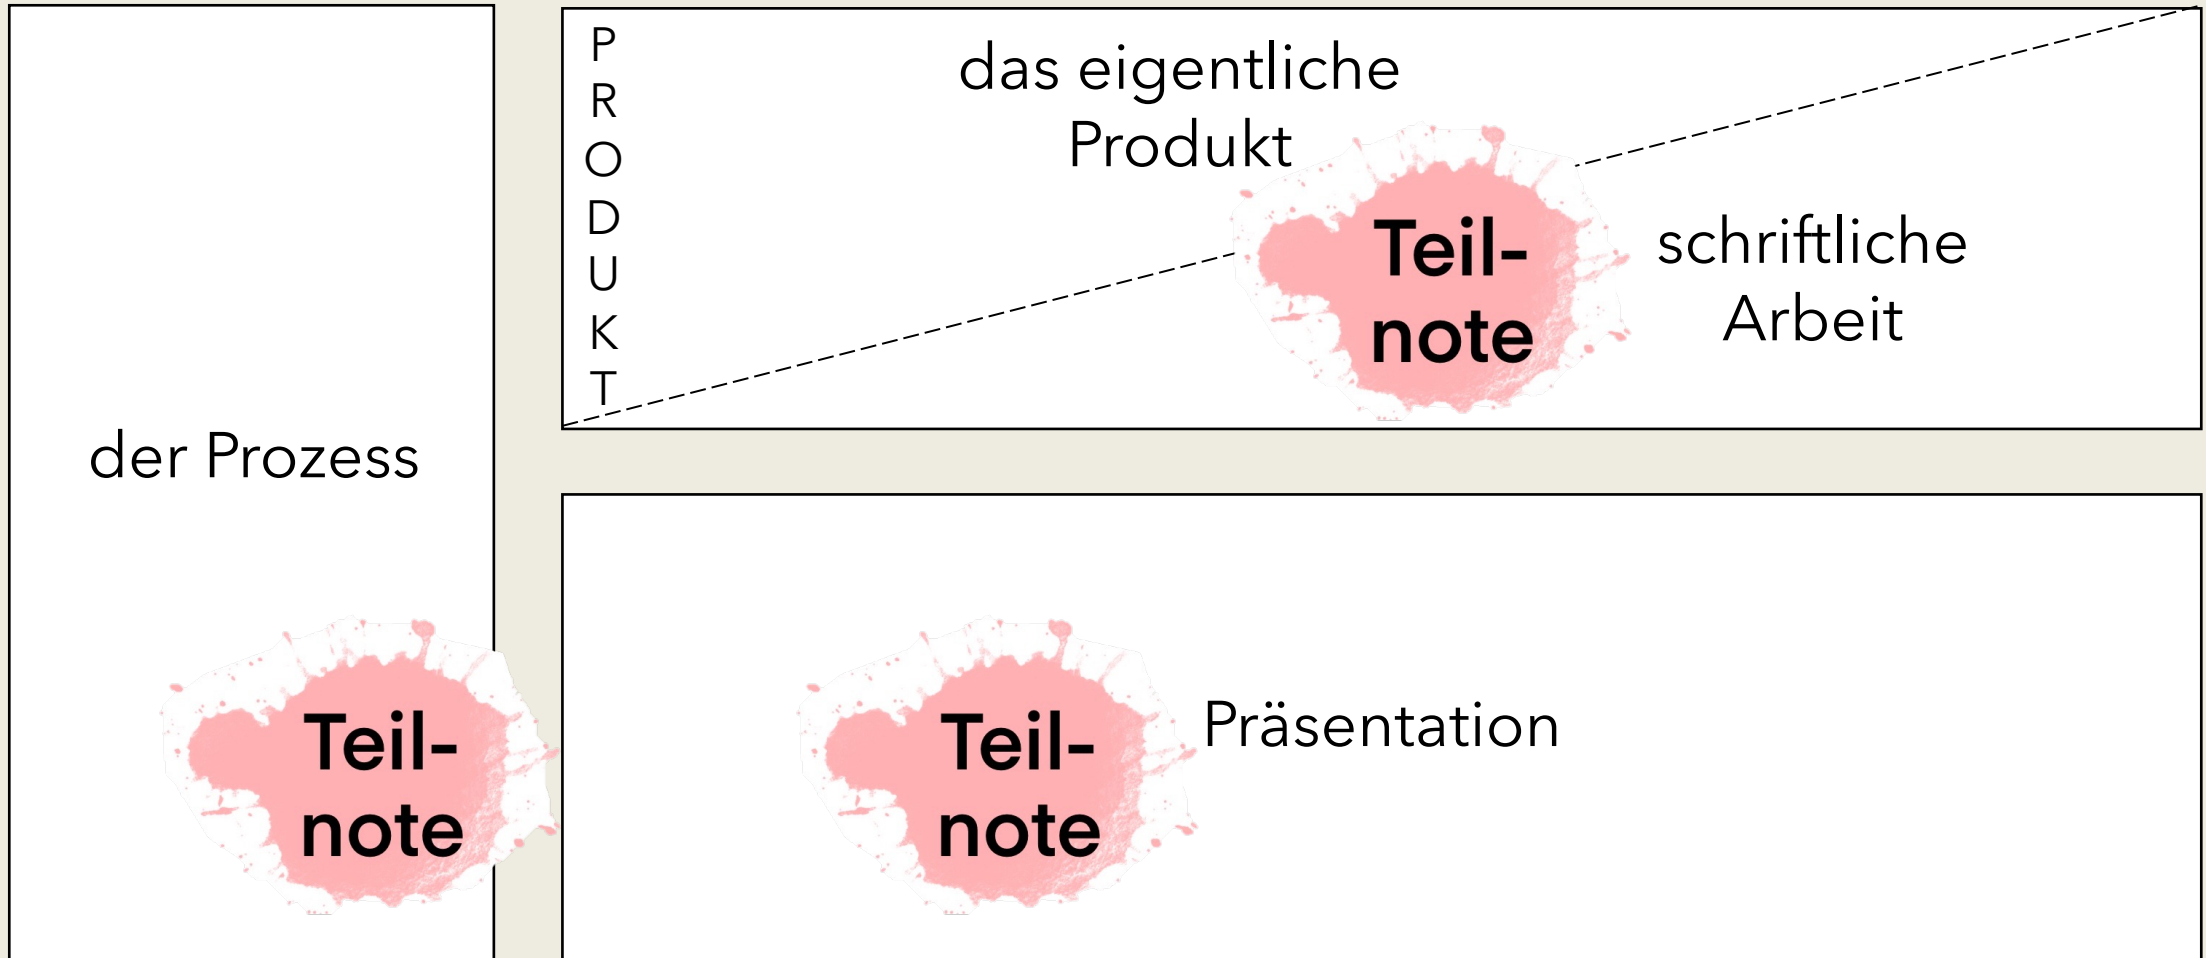 der Prozess
Teil-
note
P
R
O
D
U
K
T
das eigentliche
Produkt
Teil-
note
schriftliche
Arbeit
Teil-
note
Präsentation